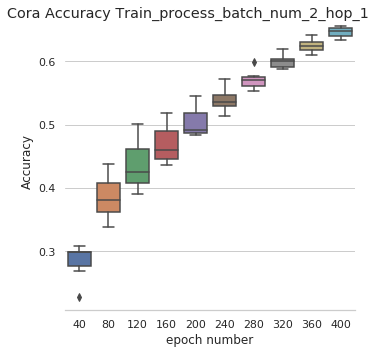 Cora Accuracy Train_process_batch_num_2_hop_1
Accuracy
0.6
0.5
0.4
0.3
40 80 120 160 200 240 280 320 360 400
epoch number